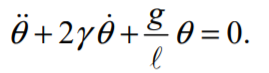 θ̈ + 2γθ̇ + g/ℓ θ = 0.